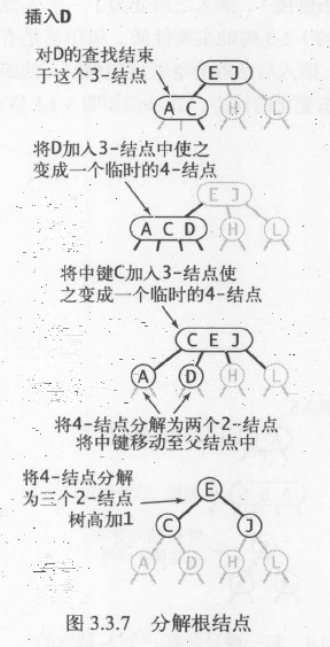 插入D
对D的查找结束
于这个3-结点
E J
A C
H
L
将D加入3-结点中使之
变成一个临时的4-结点
E J
A C D
H
L
将中键C加入3-结点使
之变成一个临时的4-结点
C E J
A
D
H
L
将4-结点分解为两个2-结点
将中键移动至父结点中
将4-结点分解
为三个2-结点
树高加1
E
C
J
A
D
H
L
图 3.3.7 分解根结点